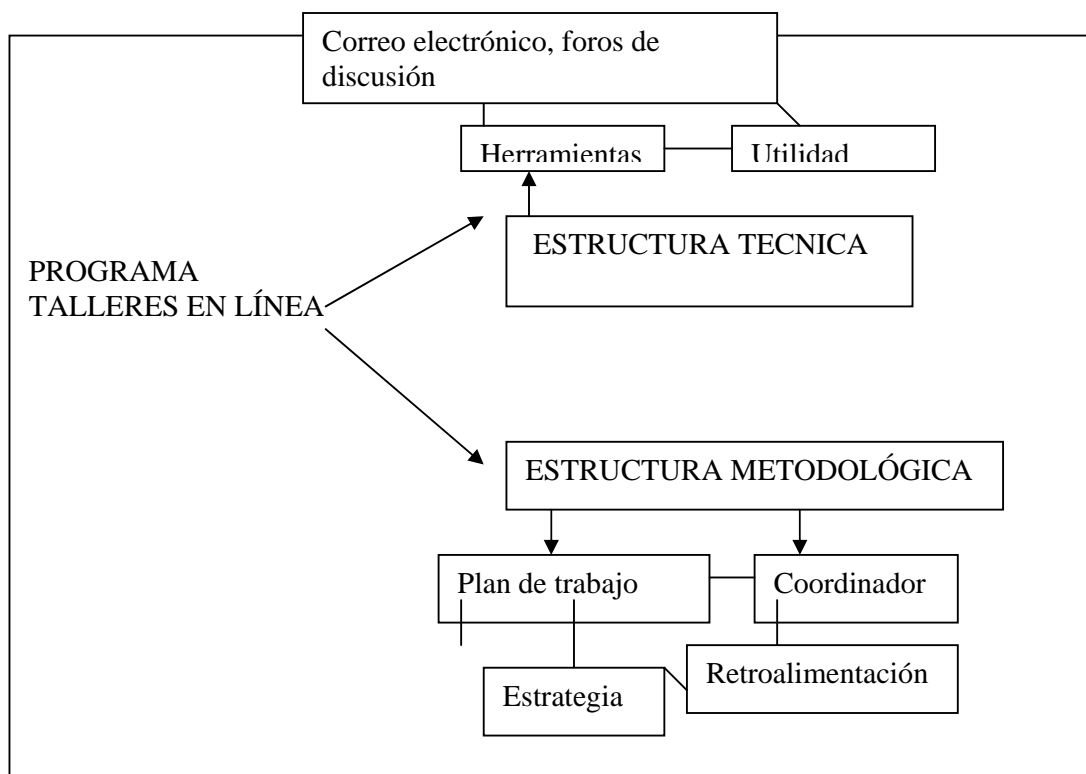 Correo electrónico, foros de
discusión
Herramientas
Utilidad
ESTRUCTURA TECNICA
PROGRAMA
TALLERES EN LÍNEA
ESTRUCTURA METODOLÓGICA
Plan de trabajo
Coordinador
Retroalimentación
Estrategia